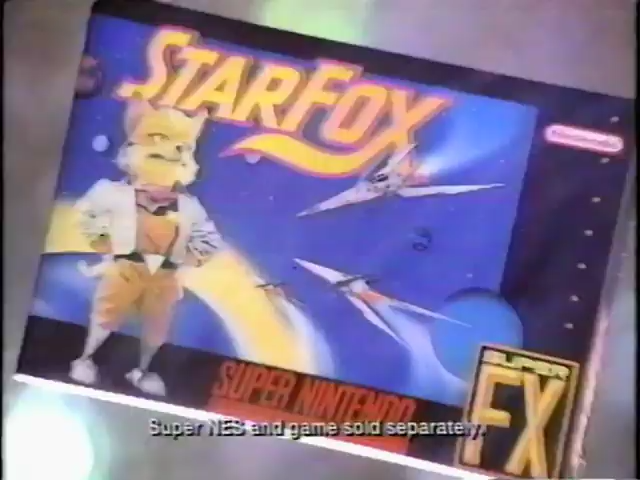 STARFOX
Nintendo
SUPER NINTENDO
Super NES and game sold separately.
SUPER
FX